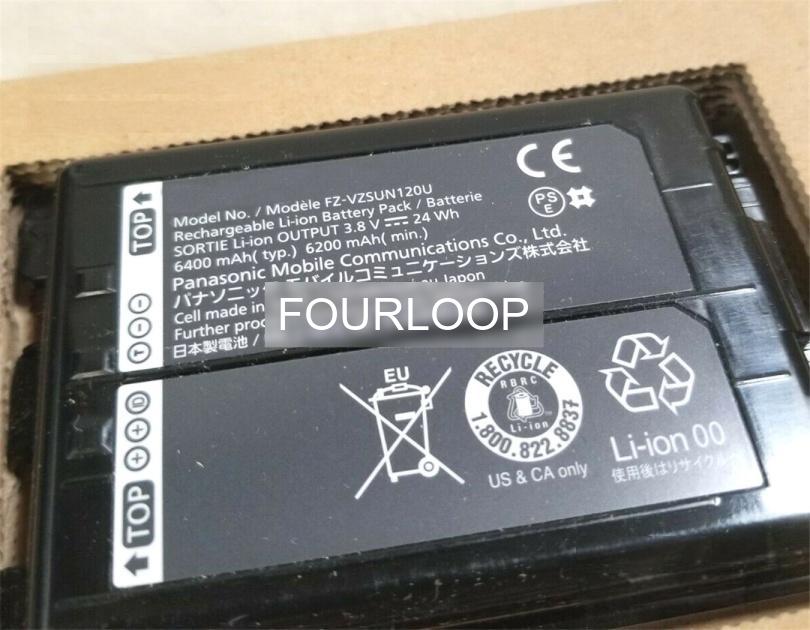 CE
TOP
Model No. / Modèle FZ-VZSUN120U
Rechargeable Li-ion Battery Pack / Batterie
SORTIE Li-ion OUTPUT 3.8 V 24 Wh
6400 mAh( typ.) 6200 mAh( min.)
PS
E
Panasonic Mobile Communications Co., Ltd.
パナソニックモバイルコミュニケーションズ株式会社
Cell made in Japon
Further
日本製電池 /
FOURLOOP
T - -
+ + ID
TOP
EU
RECYCLE
RBRC
Li-ion
1.800.822.8837
US & CA only
Li-ion 00
使用後はリサイクル